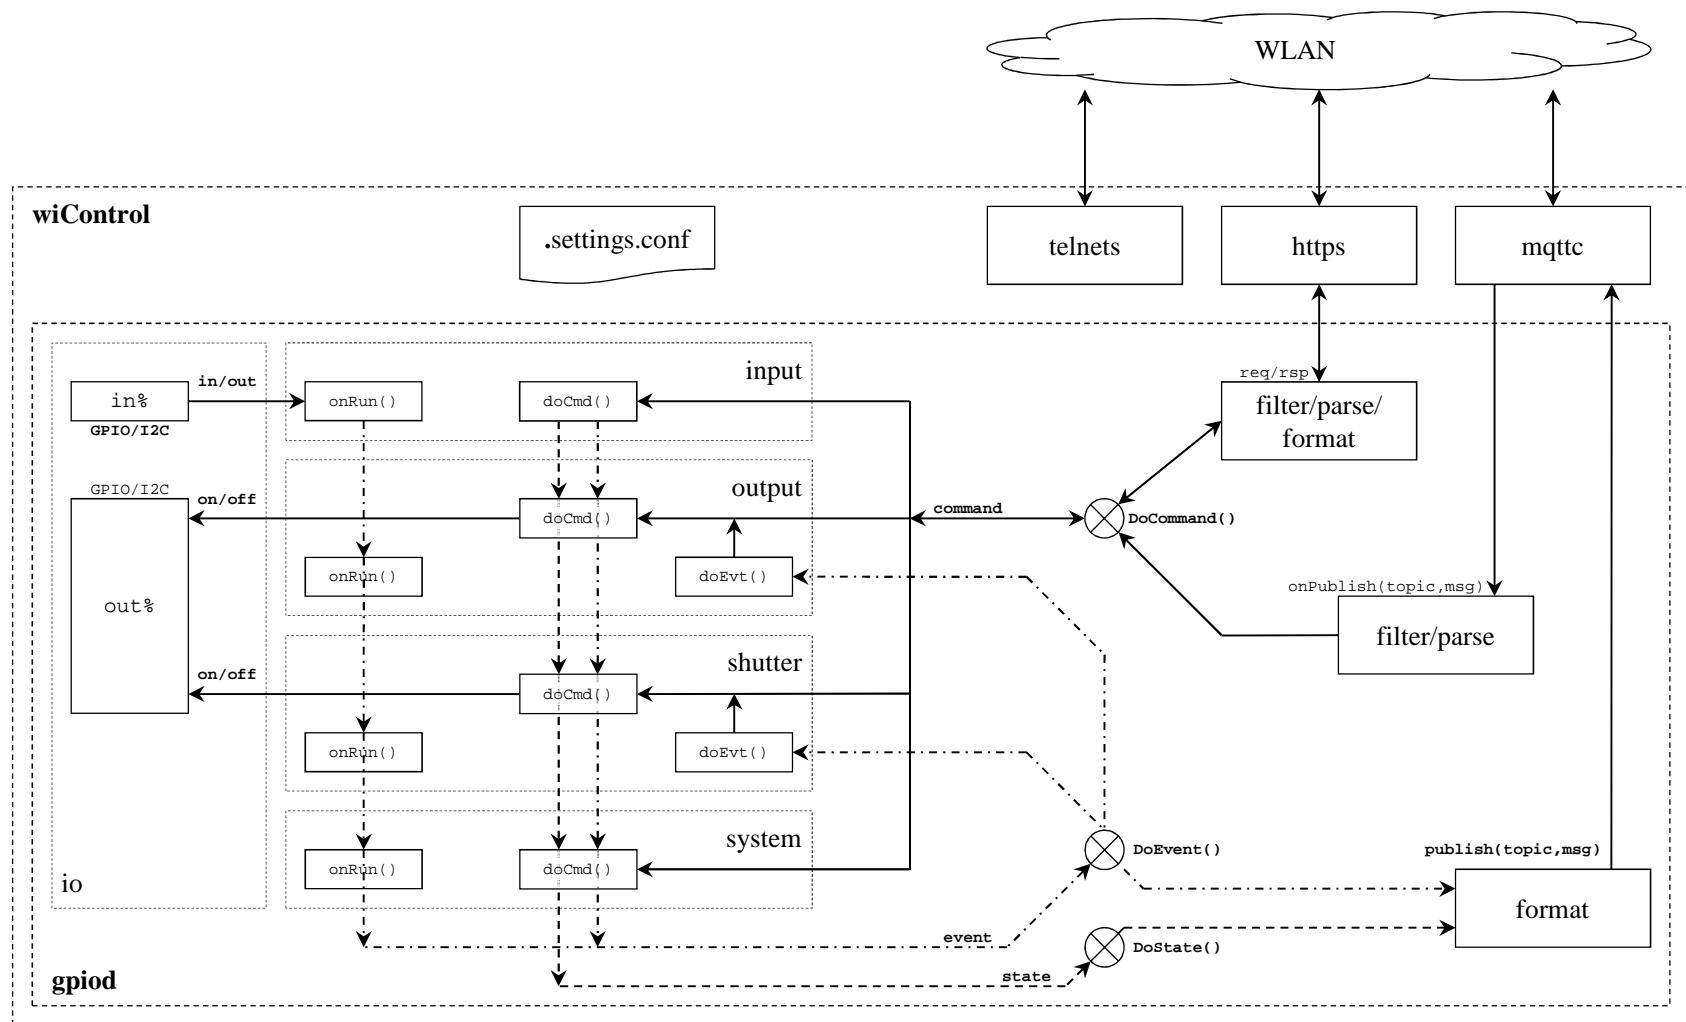 WLAN
wiControl
.settings.conf
telnets
https
mqttc
input
in/out
in%
onRun()
doCmd()
GPIO/I2C
req/rsp
filter/parse/
format
output
GPIO/I2C
on/off
doCmd()
command
DoCommand()
onRun()
doEvt()
out%
onPublish(topic,msg)
filter/parse
shutter
on/off
doCmd()
onRun()
doEvt()
system
onRun()
doCmd()
DoEvent()
publish(topic,msg)
io
format
event
DoState()
state
gpiod